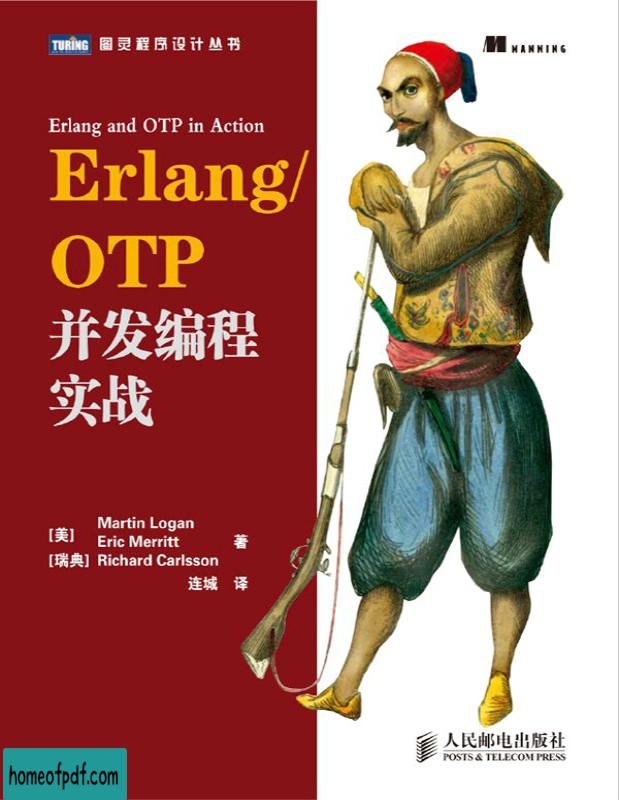 TURING 图灵程序设计丛书
MANNING
Erlang and OTP in Action
Erlang/
OTP
并发编程
实战
[美] Martin Logan
Eric Merritt 著
[瑞典] Richard Carlsson
连城 译
人民邮电出版社
POSTS & TELECOM PRESS
homeofpdf.com